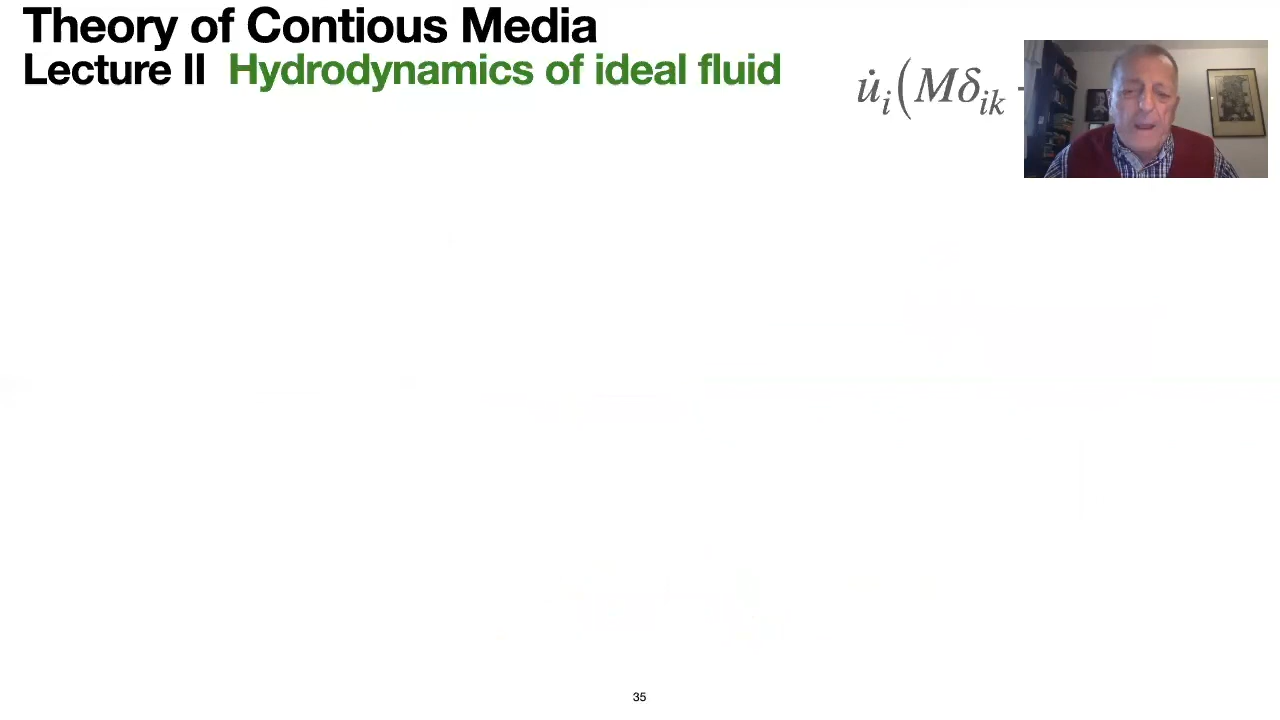 Theory of Contious Media
Lecture II Hydrodynamics of ideal fluid
u̇ᵢ(Mδᵢₖ -
35